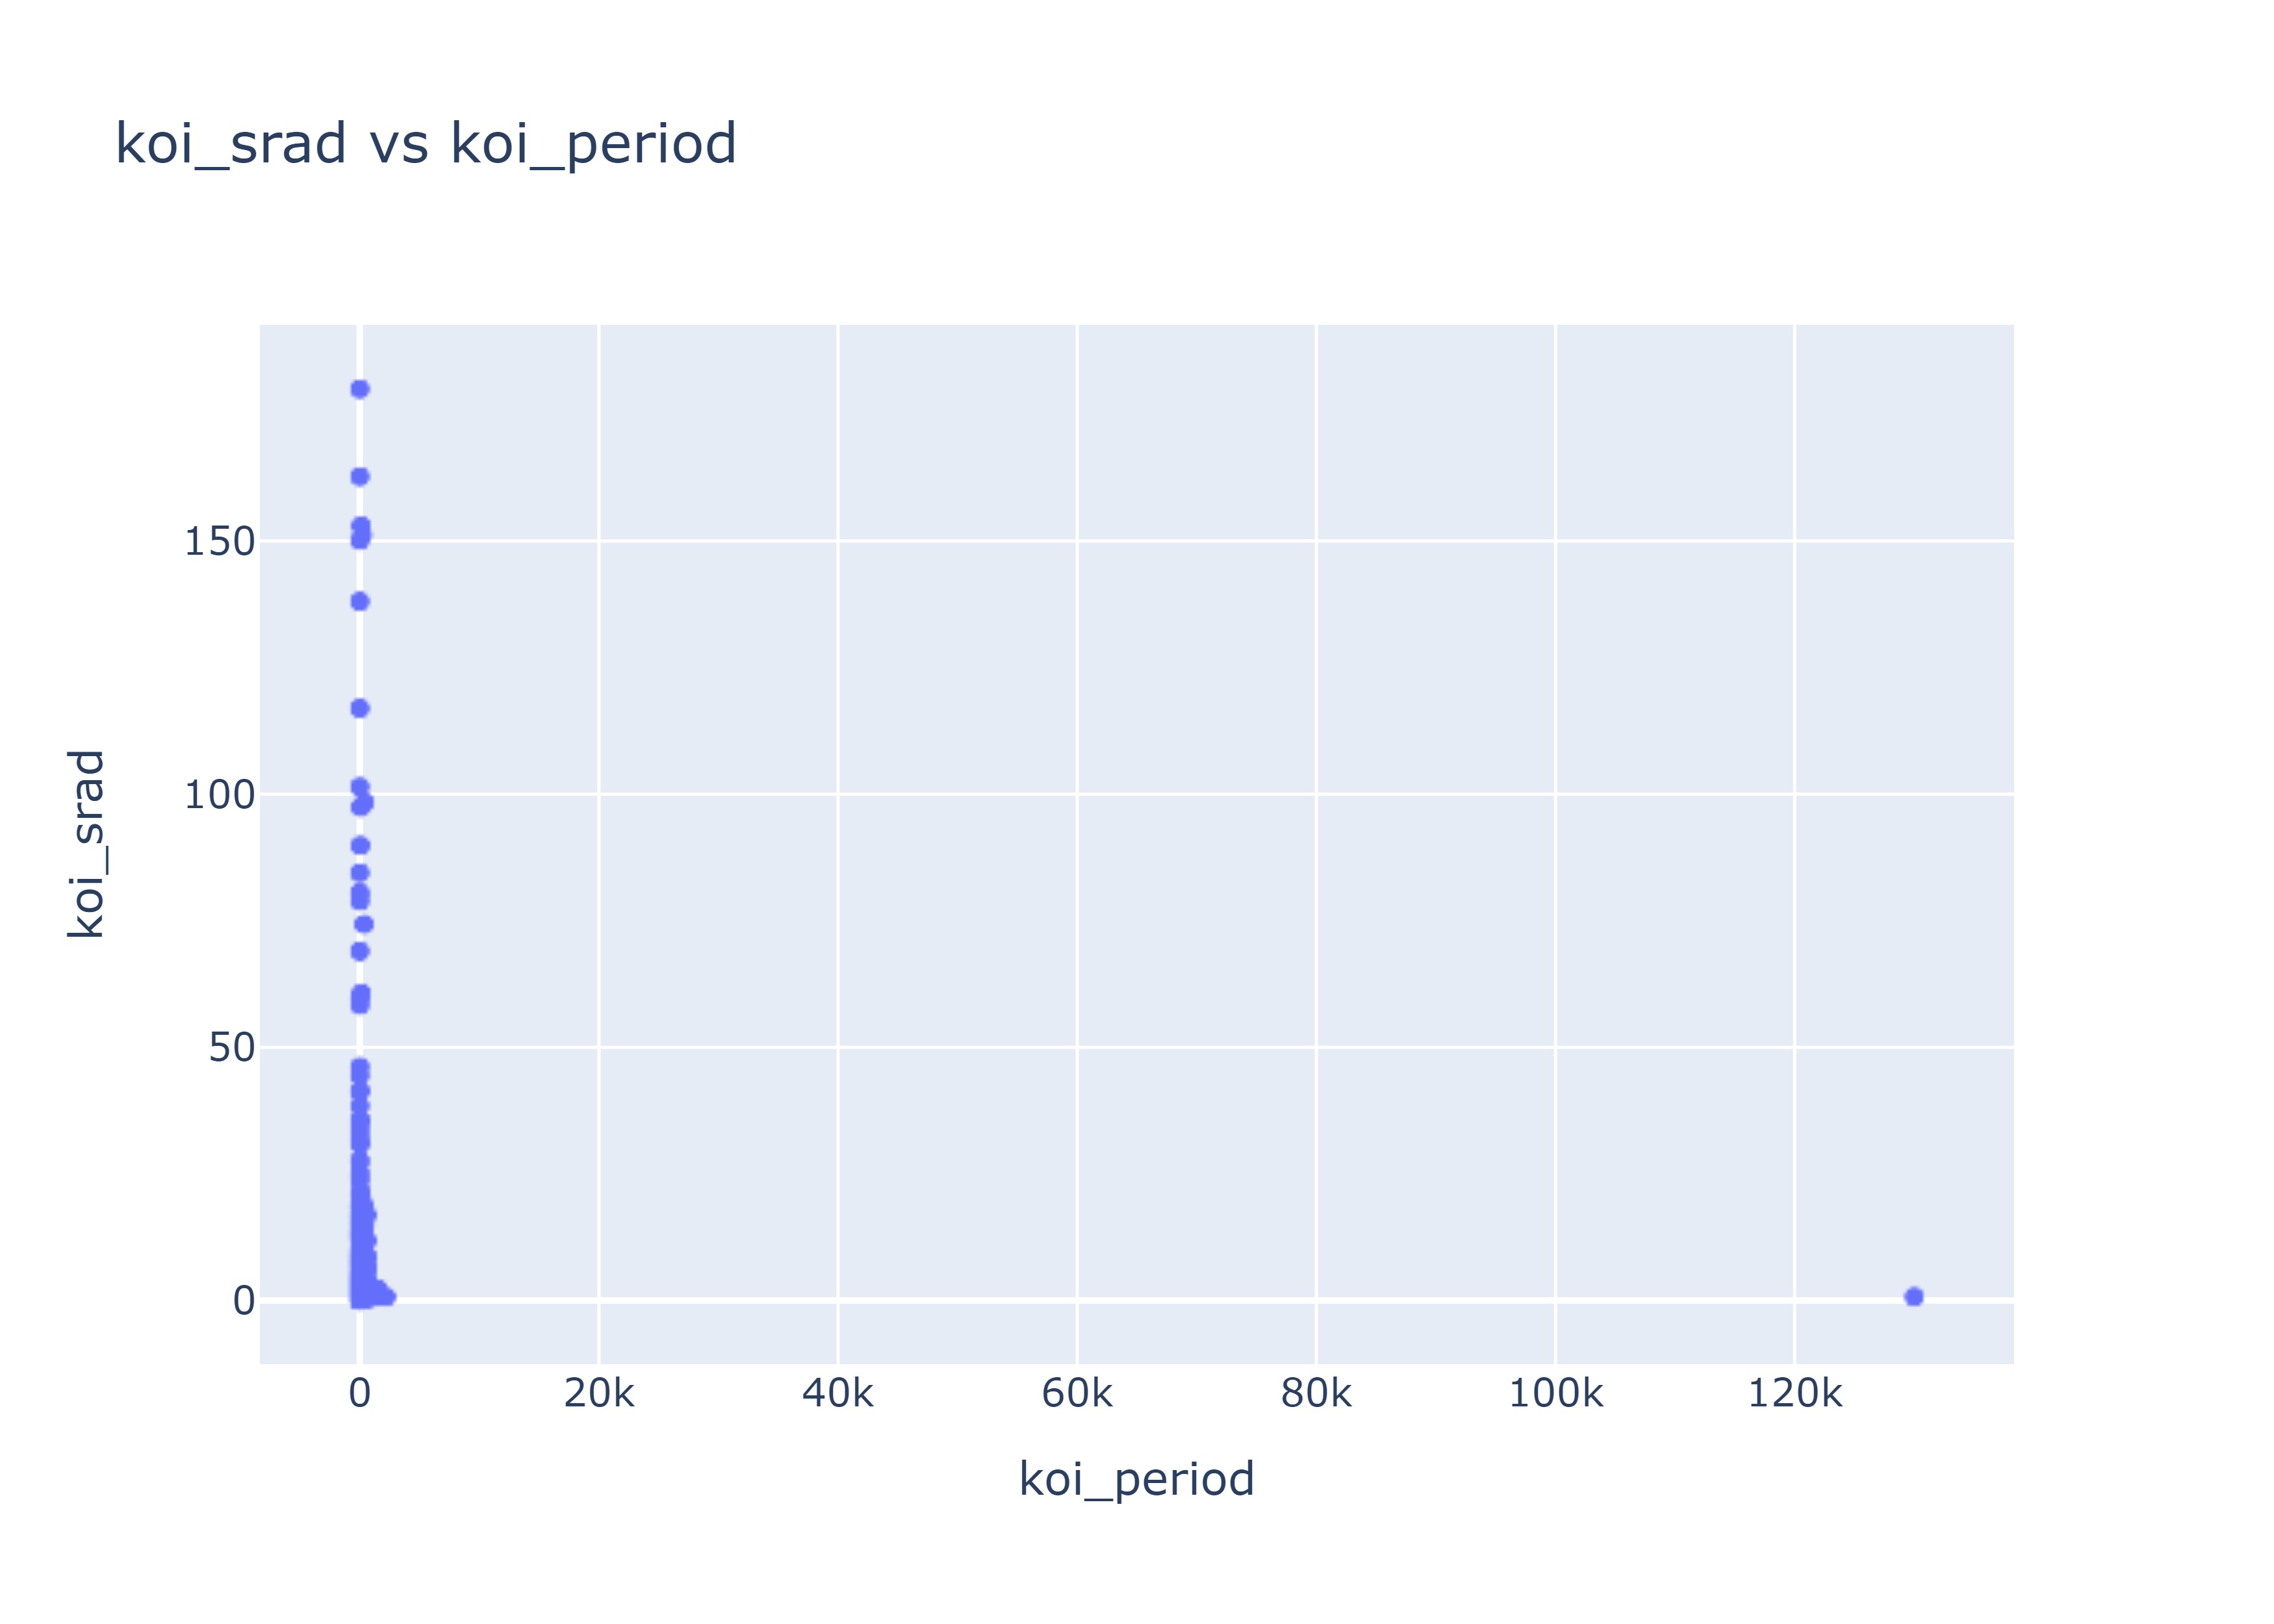 koi_srad vs koi_period
150
100
50
0
koi_srad
0 20k 40k 60k 80k 100k 120k
koi_period